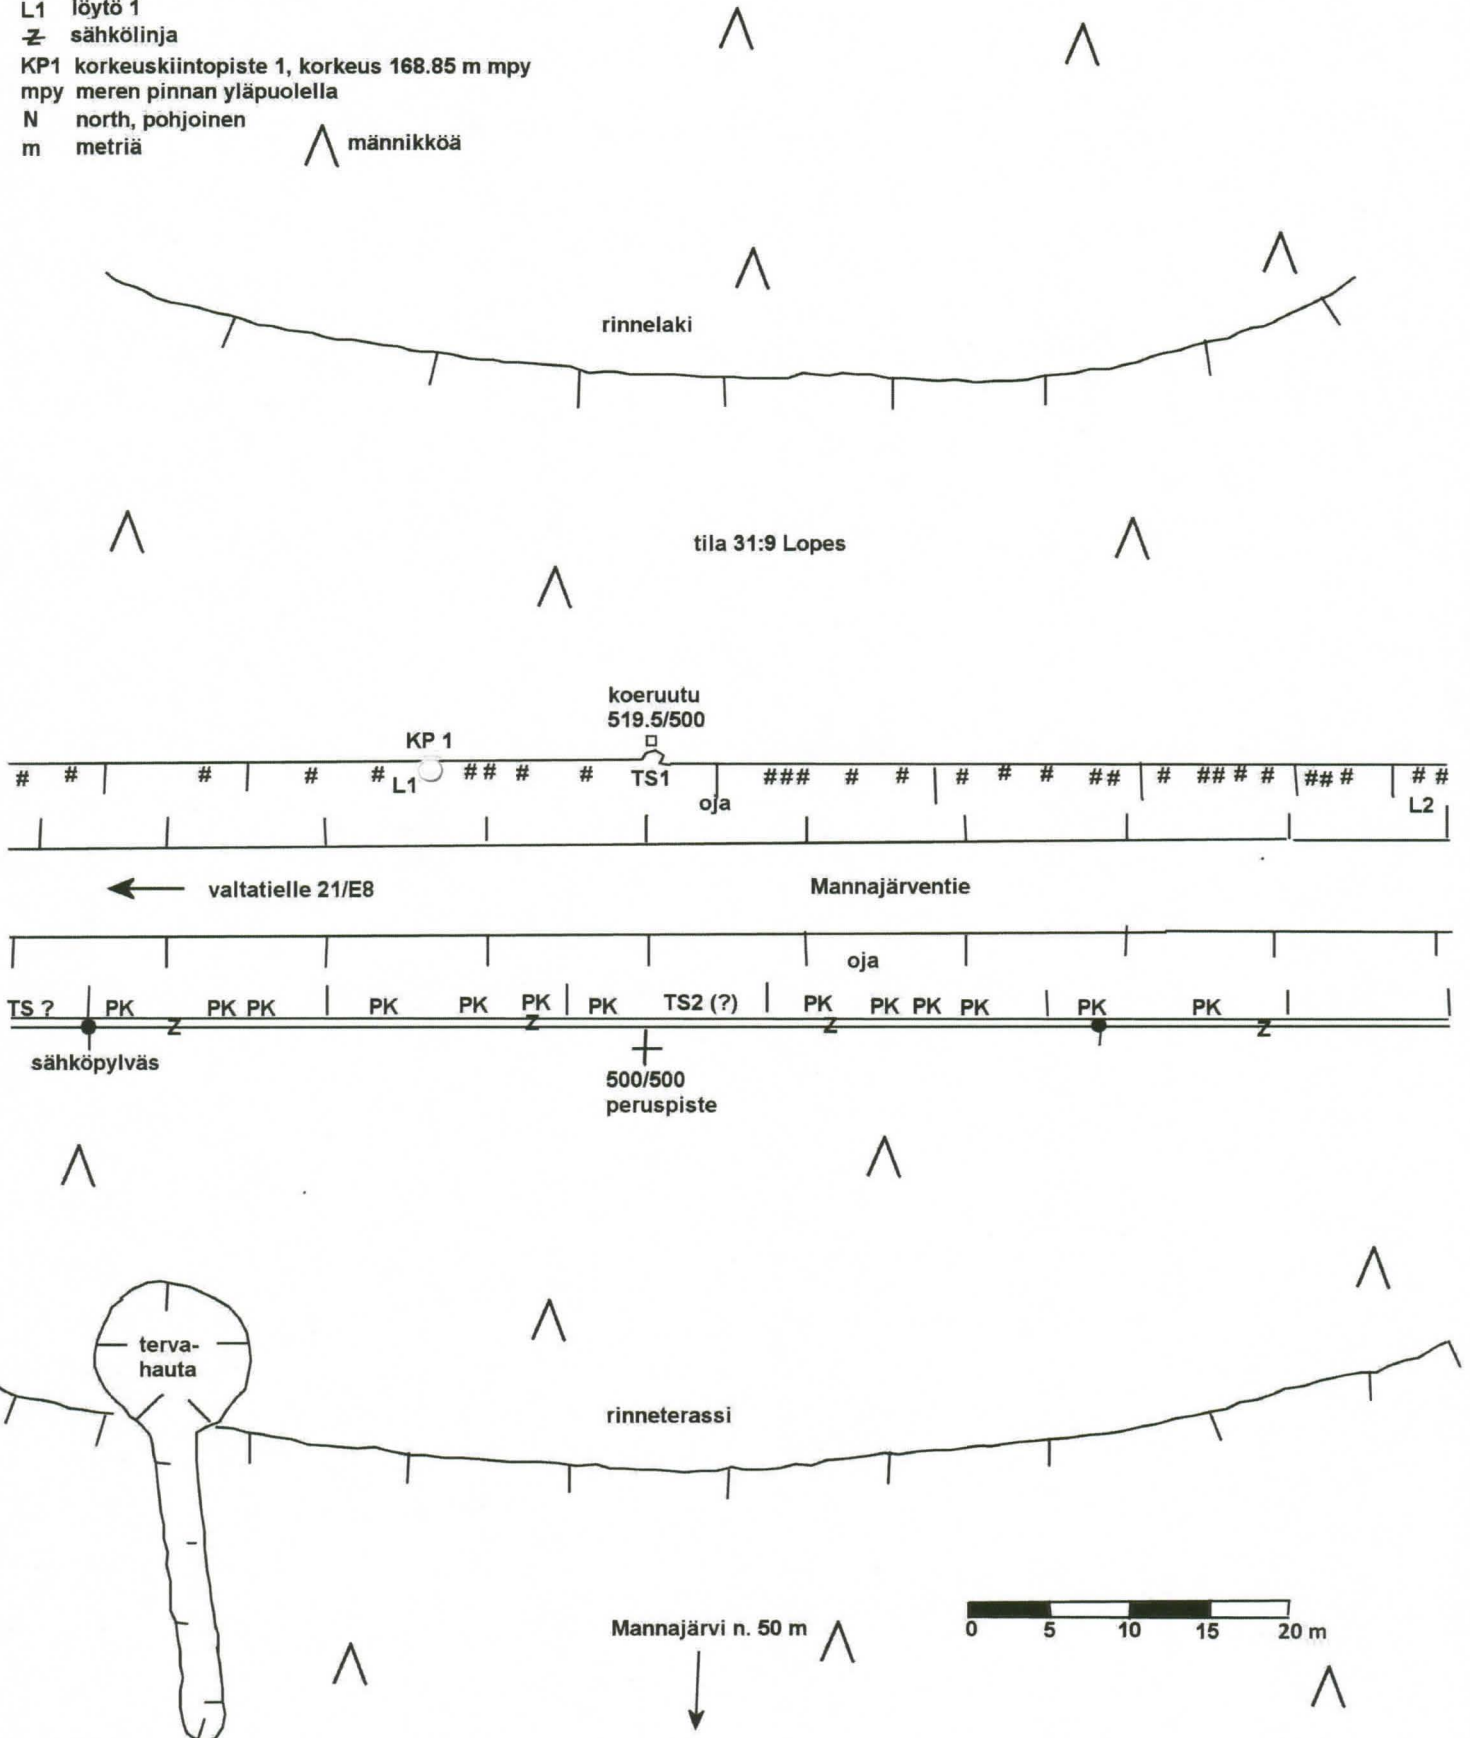 L1 löytö 1
Z sähkölinja
KP1 korkeuskiintopiste 1, korkeus 168.85 m mpy
mpy meren pinnan yläpuolella
N north, pohjoinen
m metriä
männikköä
rinnelaki
tila 31:9 Lopes
koeruutu
519.5/500
KP 1
# # # # # L1 # # # # TS1 # # # # # # # # # # # # # # # # # # # # #
oja L2
valtatielle 21/E8 Mannajärventie
oja
TS ? PK PK PK PK PK PK PK TS2 (?) PK PK PK PK PK PK
Z Z Z Z
sähköpylväs
500/500
peruspiste
terva-
hauta
rinneterassi
Mannajärvi n. 50 m
0 5 10 15 20 m